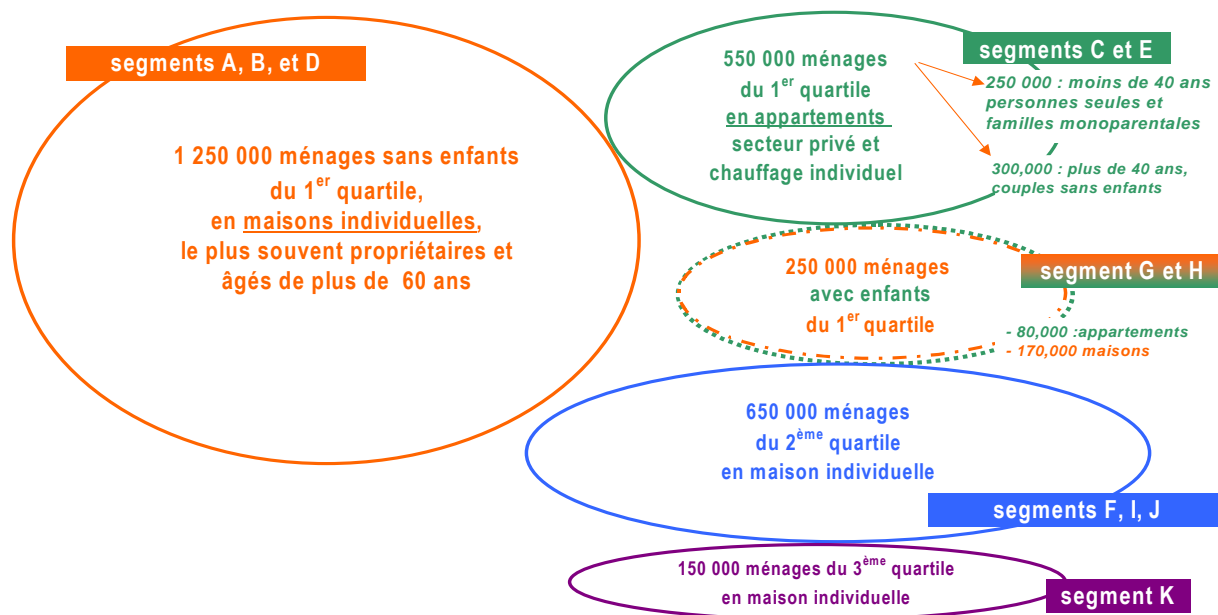 segments A, B, et D
1 250 000 ménages sans enfants
du 1er quartile,
en maisons individuelles,
le plus souvent propriétaires et
âgés de plus de 60 ans
segments C et E
550 000 ménages
du 1er quartile
en appartements
secteur privé et
chauffage individuel
250 000 : moins de 40 ans
personnes seules et
familles monoparentales
300,000 : plus de 40 ans,
couples sans enfants
segment G et H
250 000 ménages
avec enfants
du 1er quartile
- 80,000 :appartements
- 170,000 maisons
650 000 ménages
du 2ème quartile
en maison individuelle
segments F, I, J
150 000 ménages du 3ème quartile
en maison individuelle
segment K